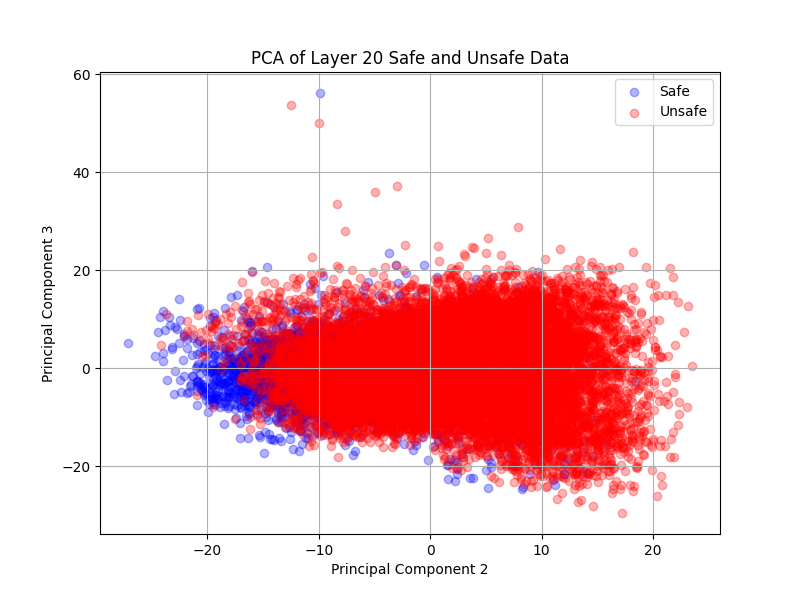 PCA of Layer 20 Safe and Unsafe Data
Safe
Unsafe
60
40
20
0
−20
Principal Component 3
−20
−10
0
10
20
Principal Component 2